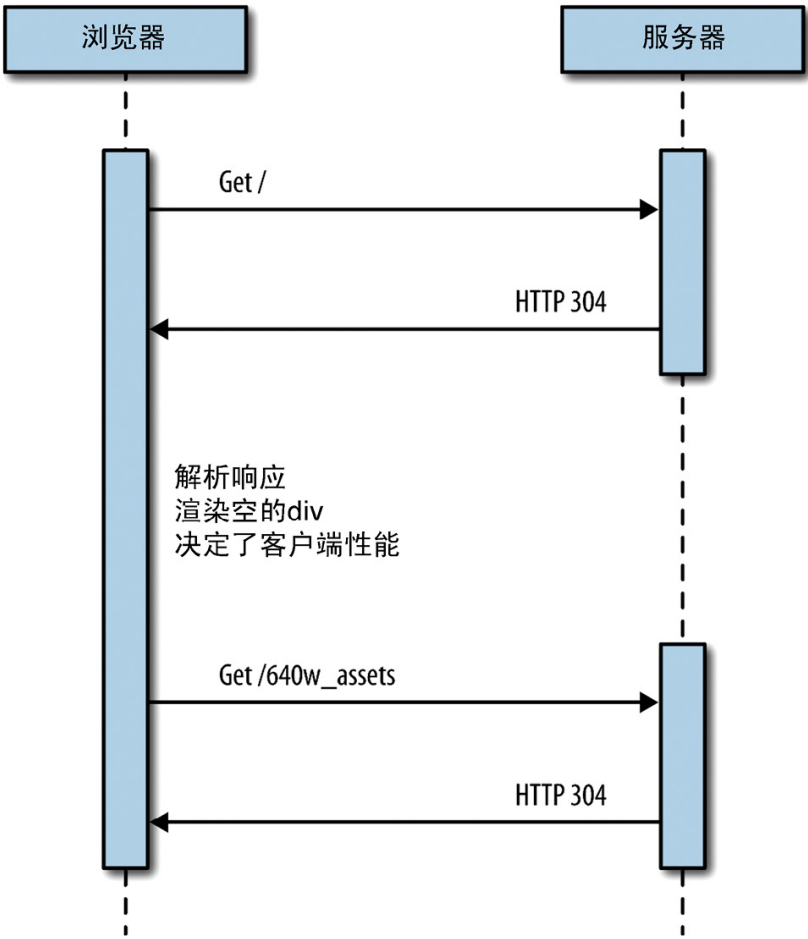 浏览器
服务器
Get /
HTTP 304
解析响应
渲染空的div
决定了客户端性能
Get /640w_assets
HTTP 304